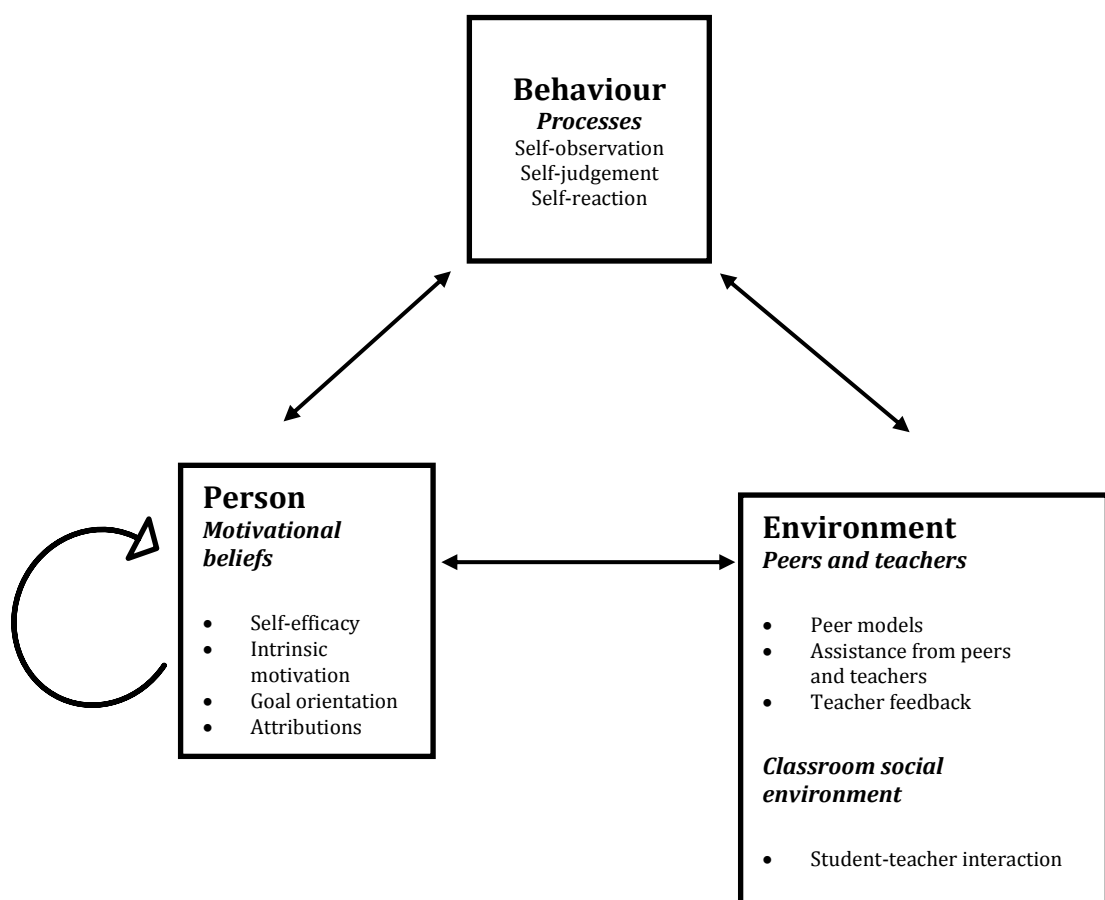 Behaviour
Processes
Self-observation
Self-judgement
Self-reaction
Person
Motivational
beliefs
• Self-efficacy
• Intrinsic
motivation
• Goal orientation
• Attributions
Environment
Peers and teachers
• Peer models
• Assistance from peers
and teachers
• Teacher feedback
Classroom social
environment
• Student-teacher interaction